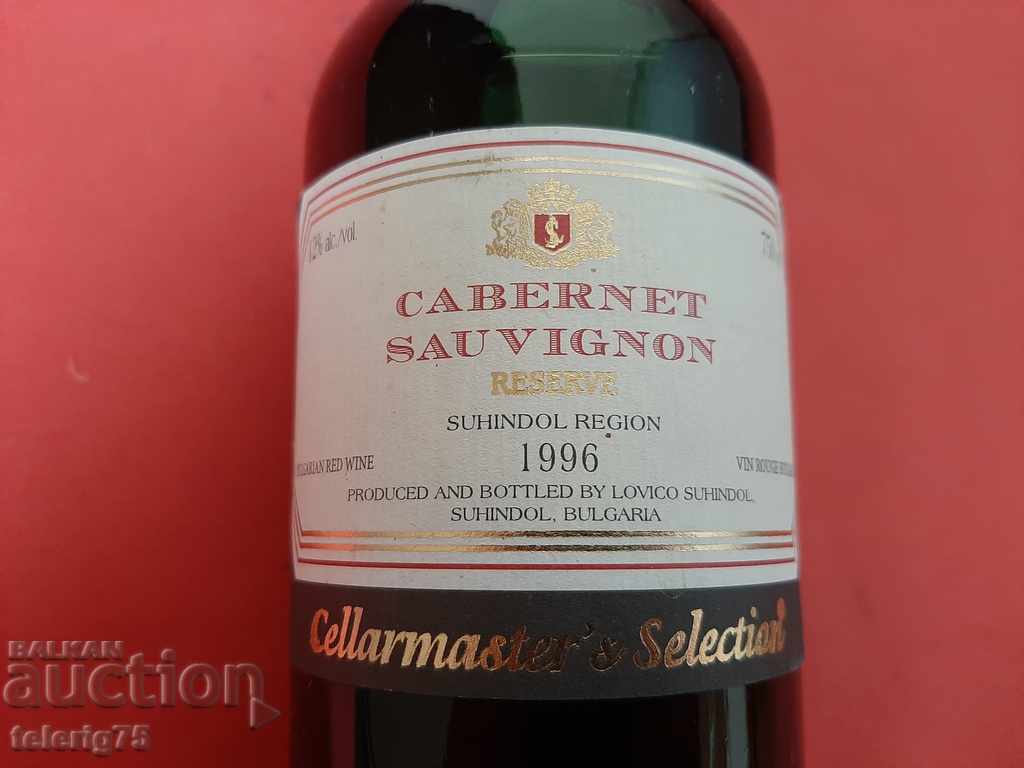 12% alc./vol.
CABERNET
SAUVIGNON
RESERVE
SUHINDOL REGION
1996
RED WINE
VIN ROUGE
PRODUCED AND BOTTLED BY LOVICO SUHINDOL,
SUHINDOL, BULGARIA
Cellarmaster's Selection
BALKAN
auction
telerig75